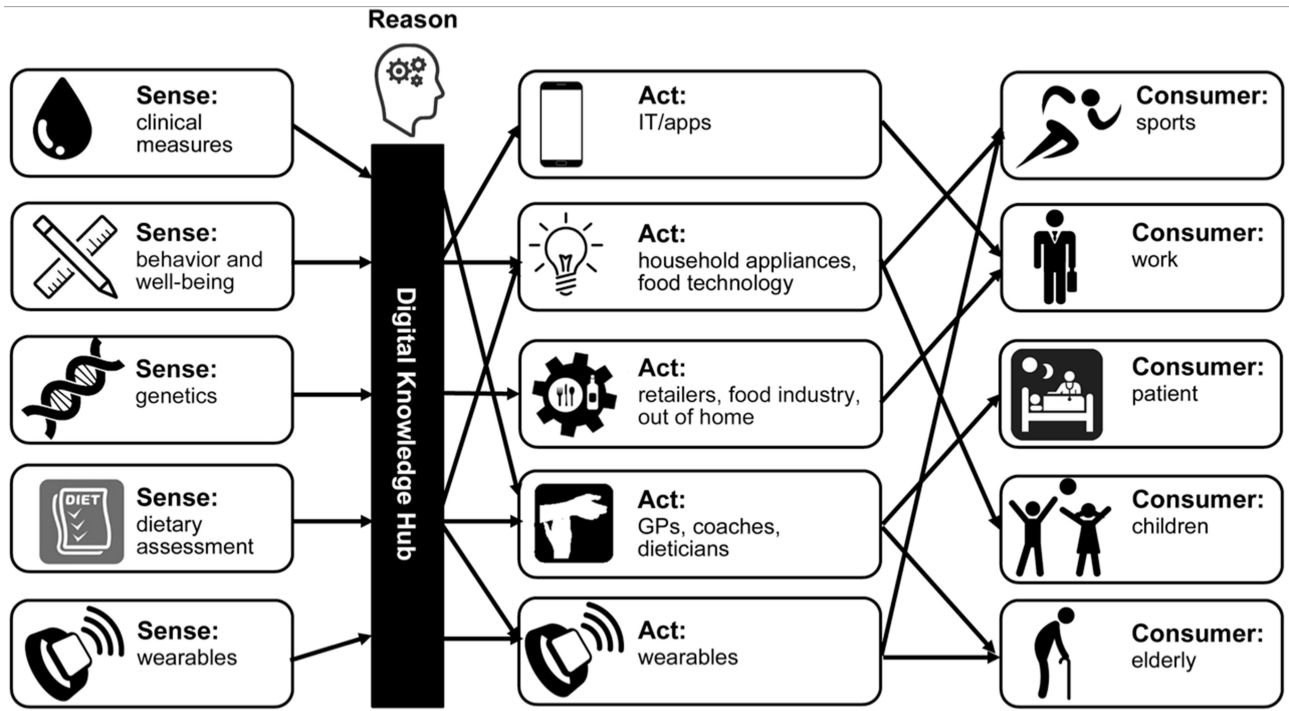 Reason
Sense:
clinical
measures
Sense:
behavior and
well-being
Sense:
genetics
DIET
Sense:
dietary
assessment
Sense:
wearables
Digital Knowledge Hub
Act:
IT/apps
Act:
household appliances,
food technology
Act:
retailers, food industry,
out of home
Act:
GPs, coaches,
dieticians
Act:
wearables
Consumer:
sports
Consumer:
work
Consumer:
patient
Consumer:
children
Consumer:
elderly